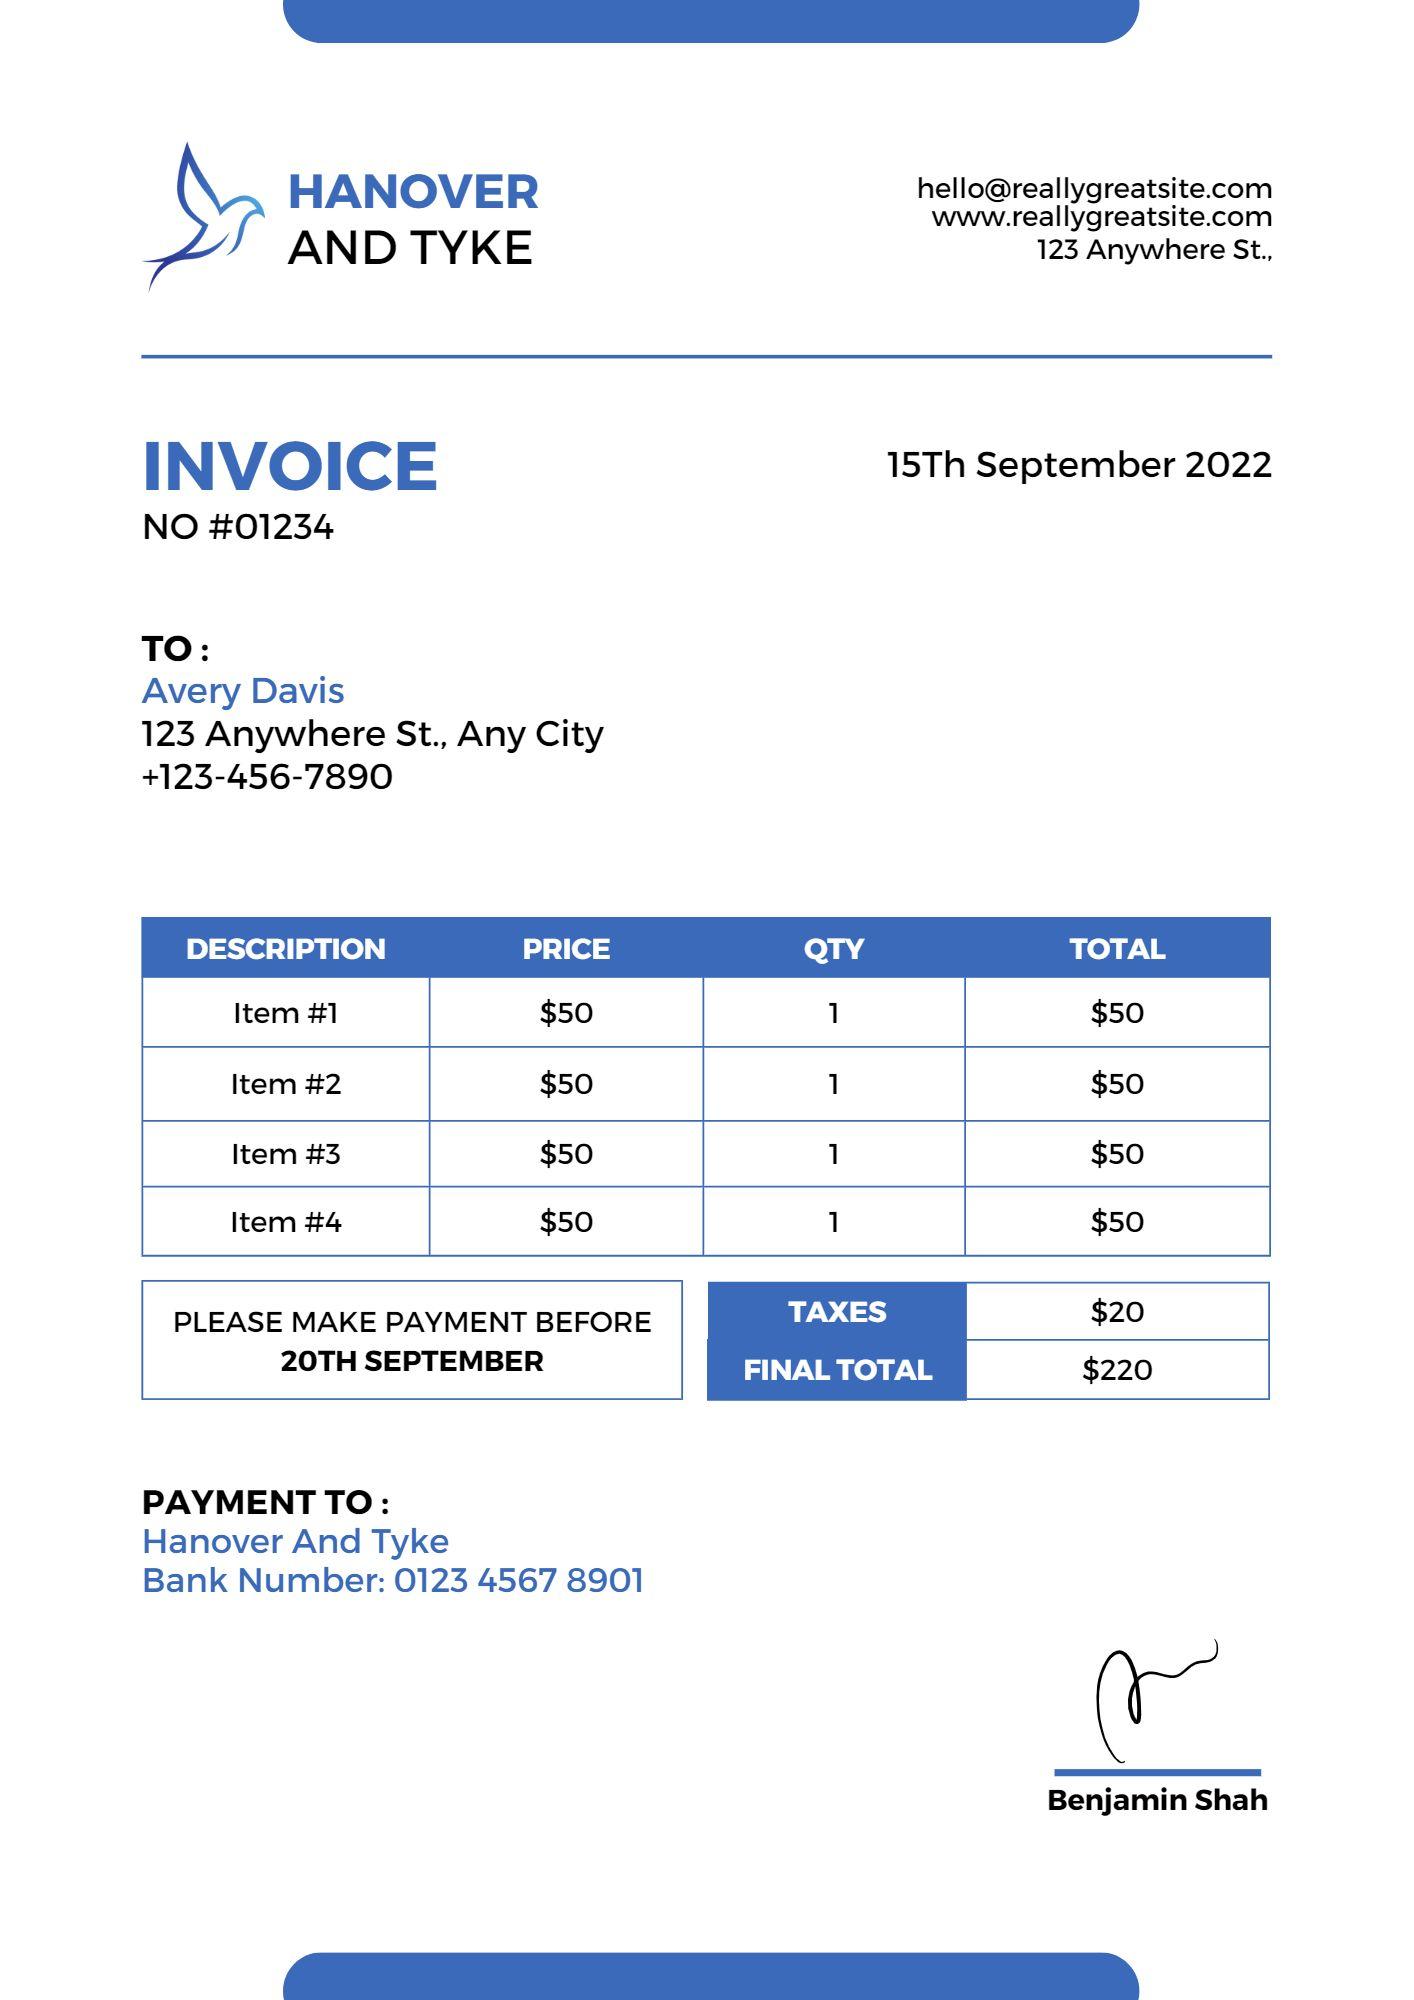 HANOVER
AND TYKE
hello@reallygreatsite.com
www.reallygreatsite.com
123 Anywhere St.,
INVOICE
15Th September 2022
NO #01234
TO :
Avery Davis
123 Anywhere St., Any City
+123-456-7890
DESCRIPTION PRICE QTY TOTAL
Item #1 $50 1 $50
Item #2 $50 1 $50
Item #3 $50 1 $50
Item #4 $50 1 $50
PLEASE MAKE PAYMENT BEFORE
20TH SEPTEMBER
TAXES $20
FINAL TOTAL $220
PAYMENT TO :
Hanover And Tyke
Bank Number: 0123 4567 8901
Benjamin Shah